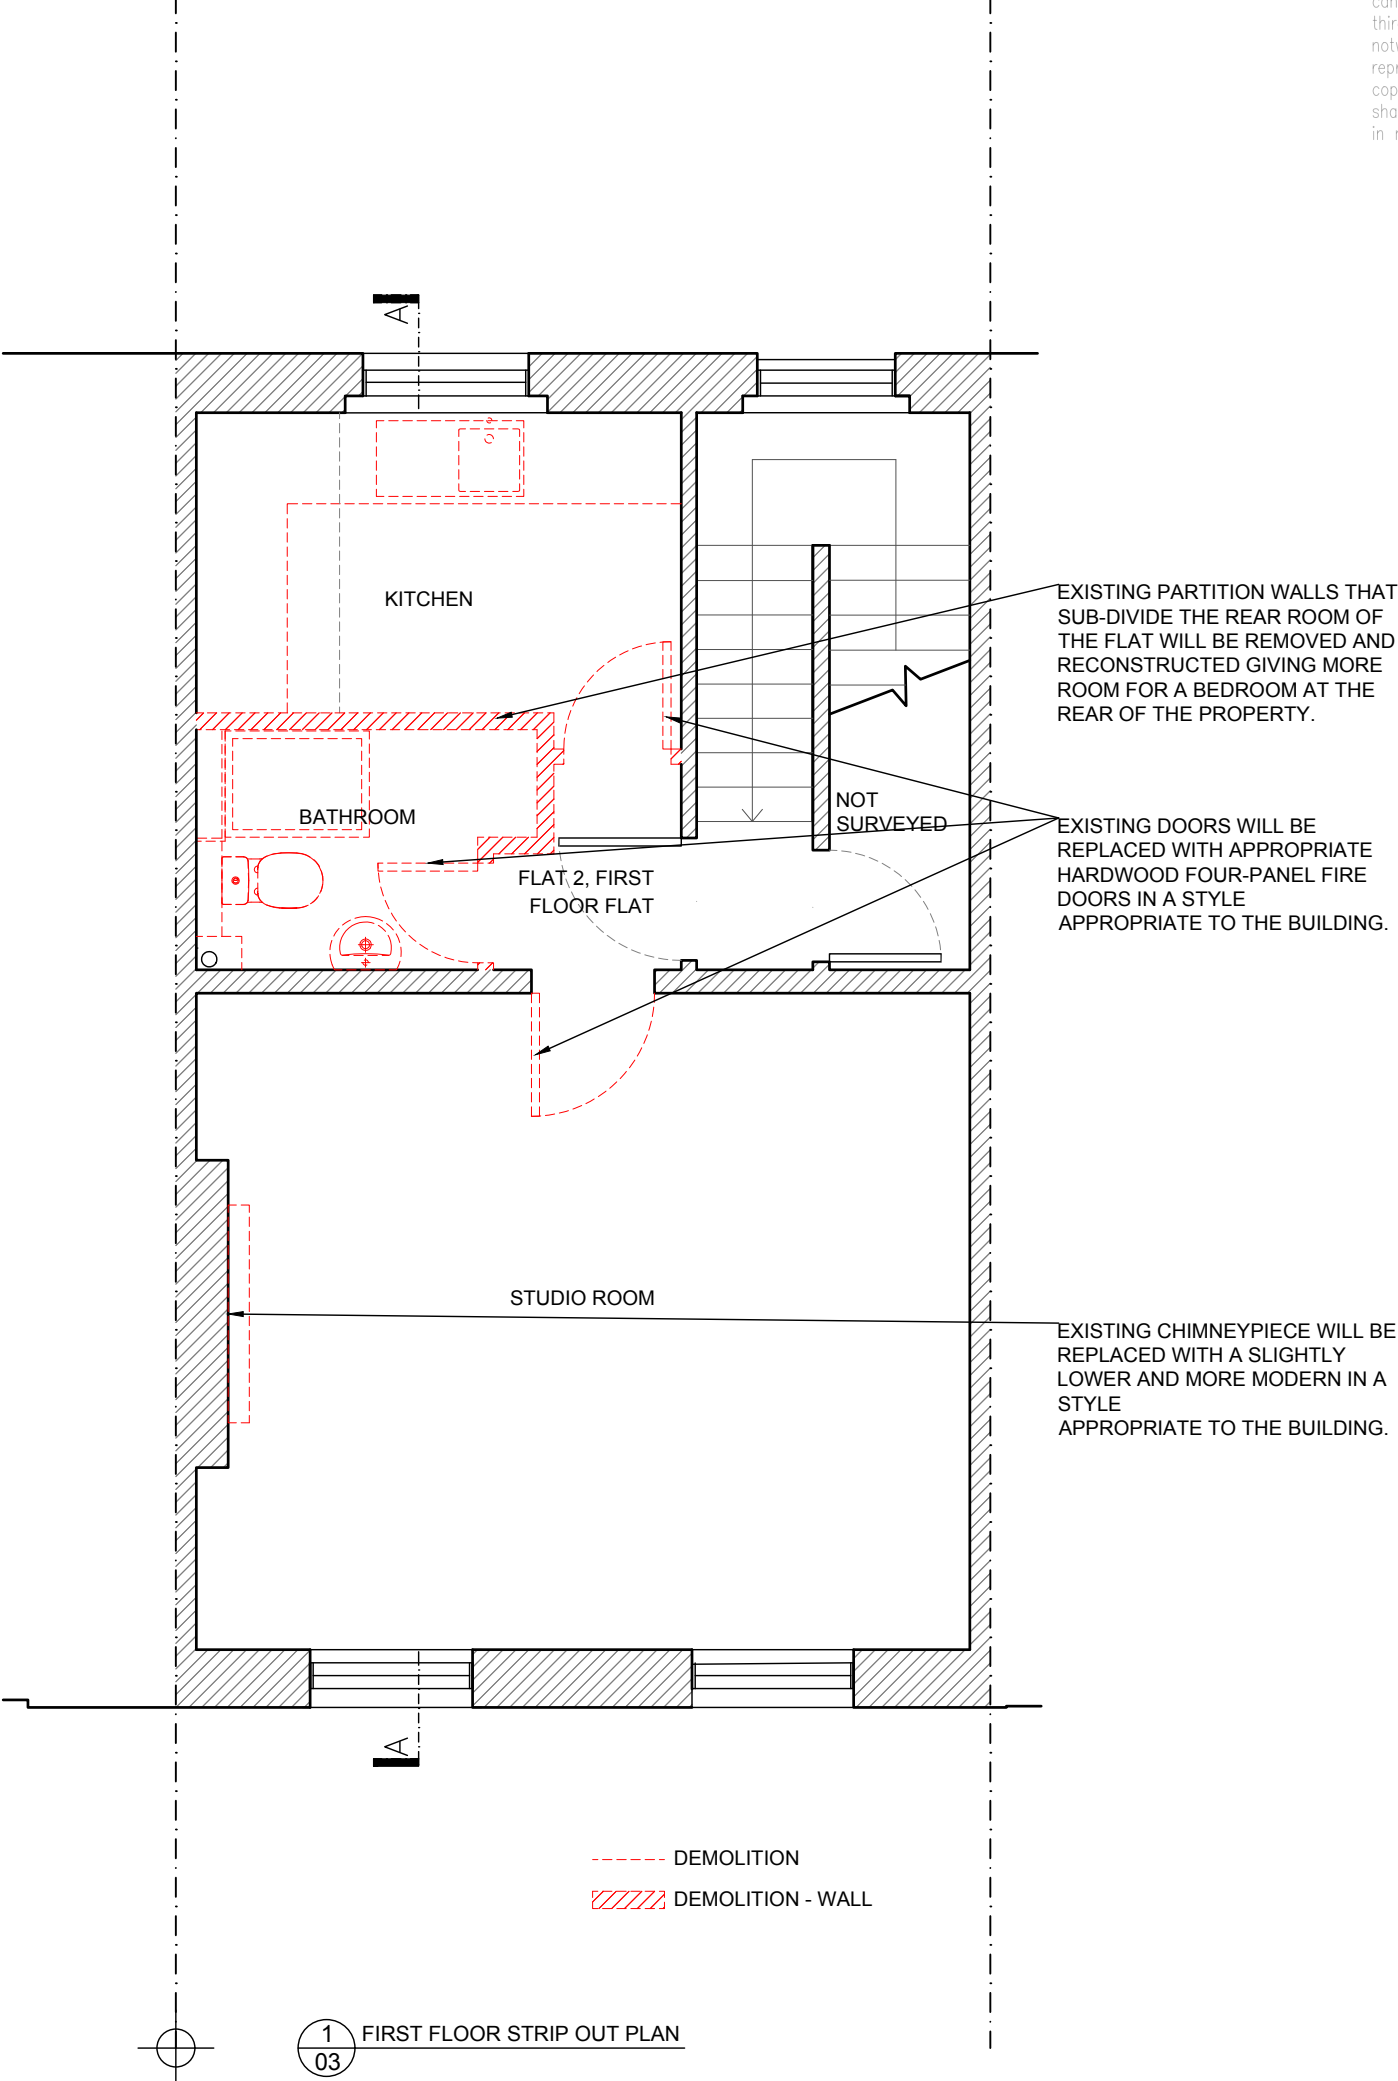 A
KITCHEN
EXISTING PARTITION WALLS THAT
SUB-DIVIDE THE REAR ROOM OF
THE FLAT WILL BE REMOVED AND
RECONSTRUCTED GIVING MORE
ROOM FOR A BEDROOM AT THE
REAR OF THE PROPERTY.
BATHROOM
NOT
SURVEYED
EXISTING DOORS WILL BE
REPLACED WITH APPROPRIATE
HARDWOOD FOUR-PANEL FIRE
DOORS IN A STYLE
APPROPRIATE TO THE BUILDING.
FLAT 2, FIRST
FLOOR FLAT
STUDIO ROOM
EXISTING CHIMNEYPIECE WILL BE
REPLACED WITH A SLIGHTLY
LOWER AND MORE MODERN IN A
STYLE
APPROPRIATE TO THE BUILDING.
A
DEMOLITION
DEMOLITION - WALL
1
03
FIRST FLOOR STRIP OUT PLAN